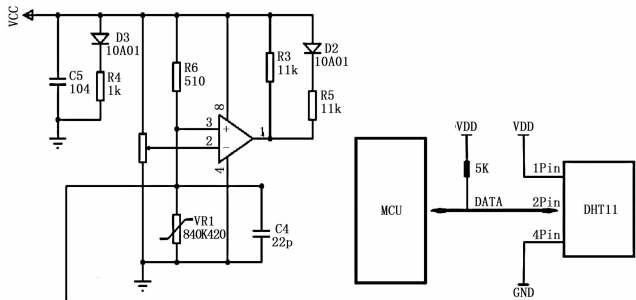 VCC
D3
10A01
C5
104
R4
1k
R6
510
8
3
+
2
−
1
4
R3
11k
D2
10A01
R5
11k
VR1
840K420
C4
22p
VDD
5K
VDD
MCU
DATA
1Pin
2Pin
4Pin
DHT11
GND